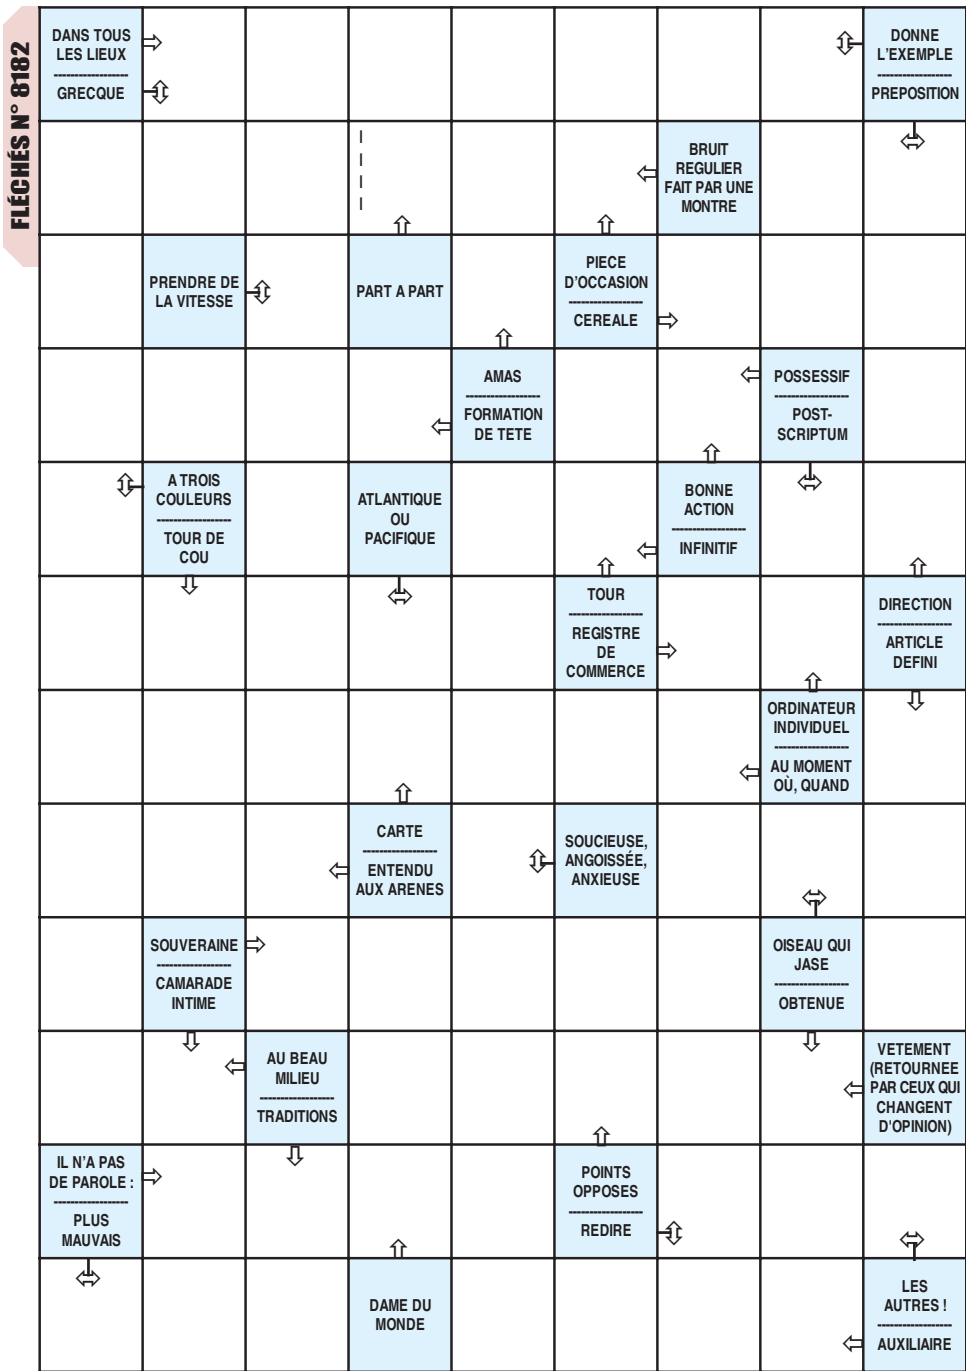 FLÉCHÉS N° 8182
DANS TOUS
LES LIEUX
------------------
GRECQUE
DONNE
L'EXEMPLE
------------------
PREPOSITION
BRUIT
REGULIER
FAIT PAR UNE
MONTRE
PRENDRE DE
LA VITESSE
PART A PART
PIECE
D'OCCASION
------------------
CEREALE
AMAS
------------------
FORMATION
DE TETE
POSSESSIF
------------------
POST-
SCRIPTUM
A TROIS
COULEURS
------------------
TOUR DE
COU
ATLANTIQUE
OU
PACIFIQUE
BONNE
ACTION
------------------
INFINITIF
TOUR
------------------
REGISTRE
DE
COMMERCE
DIRECTION
------------------
ARTICLE
DEFINI
ORDINATEUR
INDIVIDUEL
------------------
AU MOMENT
OÙ, QUAND
CARTE
------------------
ENTENDU
AUX ARENES
SOUCIEUSE,
ANGOISSÉE,
ANXIEUSE
SOUVERAINE
------------------
CAMARADE
INTIME
OISEAU QUI
JASE
------------------
OBTENUE
AU BEAU
MILIEU
------------------
TRADITIONS
VETEMENT
(RETOURNEE
PAR CEUX QUI
CHANGENT
D'OPINION)
IL N'A PAS
DE PAROLE :
------------------
PLUS
MAUVAIS
POINTS
OPPOSES
------------------
REDIRE
DAME DU
MONDE
LES
AUTRES !
------------------
AUXILIAIRE